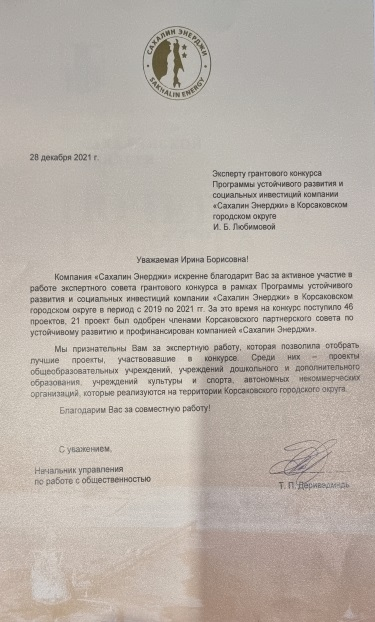 САХАЛИН ЭНЕРДЖИ
SAKHALIN ENERGY
28 декабря 2021 г.
Эксперту грантового конкурса
Программы устойчивого развития и
социальных инвестиций компании
«Сахалин Энерджи» в Корсаковском
городском округе
И. Б. Любимовой
Уважаемая Ирина Борисовна!
Компания «Сахалин Энерджи» искренне благодарит Вас за активное участие в
работе экспертного совета грантового конкурса в рамках Программы устойчивого
развития и социальных инвестиций компании «Сахалин Энерджи» в Корсаковском
городском округе в период с 2019 по 2021 гг. За это время на конкурс поступило 46
проектов, 21 проект был одобрен членами Корсаковского партнерского совета по
устойчивому развитию и профинансирован компанией «Сахалин Энерджи».
Мы признательны Вам за экспертную работу, которая позволила отобрать
лучшие проекты, участвовавшие в конкурсе. Среди них – проекты
общеобразовательных учреждений, учреждений дошкольного и дополнительного
образования, учреждений культуры и спорта, автономных некоммерческих
организаций, которые реализуются на территории Корсаковского городского округа.
Благодарим Вас за совместную работу!
С уважением,
Начальник управления
по работе с общественностью
Т. П. Дериведмидь